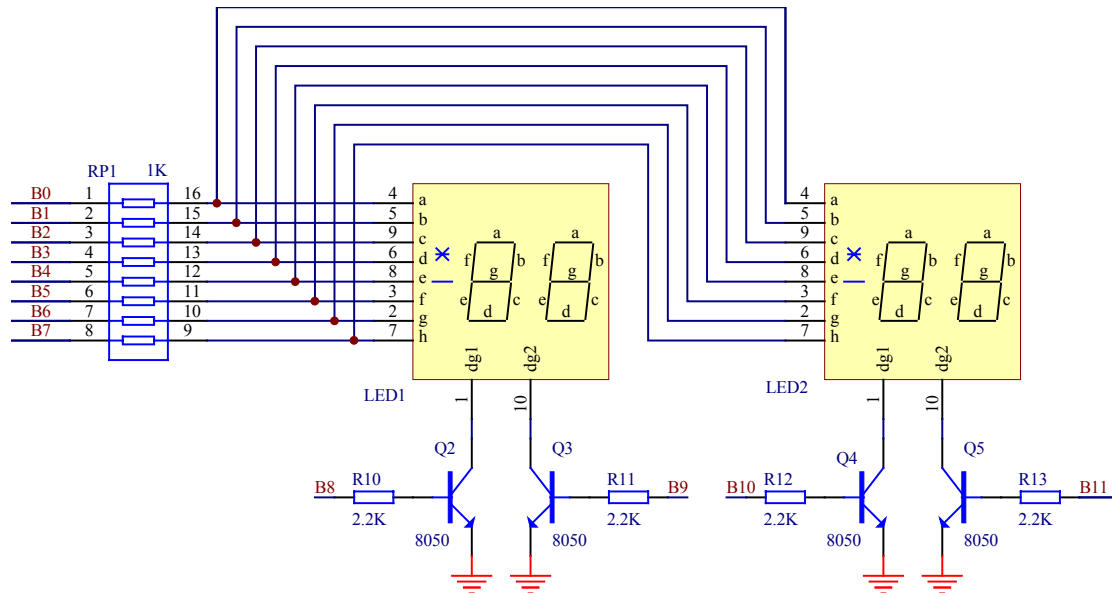 RP1 1K
B0 1 16 4 a
B1 2 15 5 b
B2 3 14 9 c
B3 4 13 6 d
B4 5 12 8 e
B5 6 11 3 f
B6 7 10 2 g
B7 8 9 7 h
a a
f b f b
g g
e c e c
d d
dg1 dg2
LED1
1 10
4 a
5 b
9 c
6 d
8 e
3 f
2 g
7 h
a a
f b f b
g g
e c e c
d d
dg1 dg2
LED2
1 10
Q2 Q3
B8 R10 R11 B9
2.2K 2.2K
8050 8050
Q4 Q5
B10 R12 R13 B11
2.2K 2.2K
8050 8050